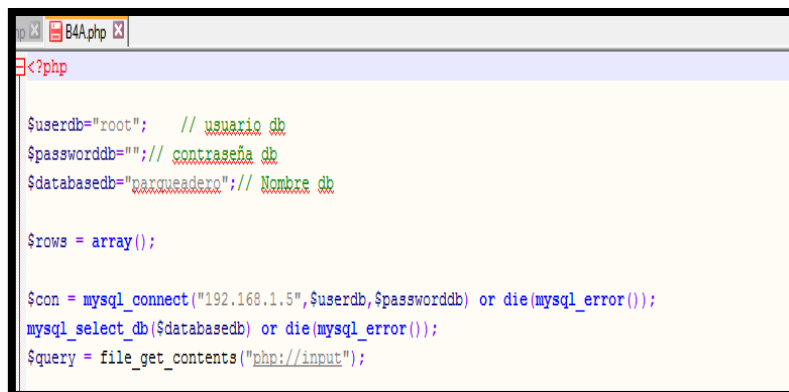 hp
B4A.php
<?php
$userdb="root"; // usuario db
$passworddb="";// contraseña db
$databasedb="parqueadero";// Nombre db
$rows = array();
$con = mysql_connect("192.168.1.5",$userdb,$passworddb) or die(mysql_error());
mysql_select_db($databasedb) or die(mysql_error());
$query = file_get_contents("php://input");